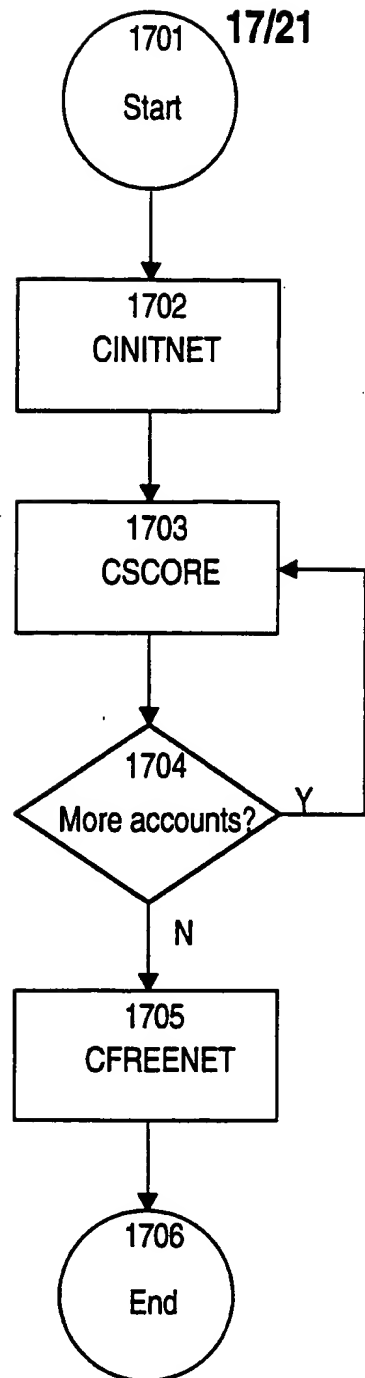 17/21
1701
Start
1702
CINITNET
1703
CSCORE
1704
More accounts?
Y
N
1705
CFREENET
1706
End